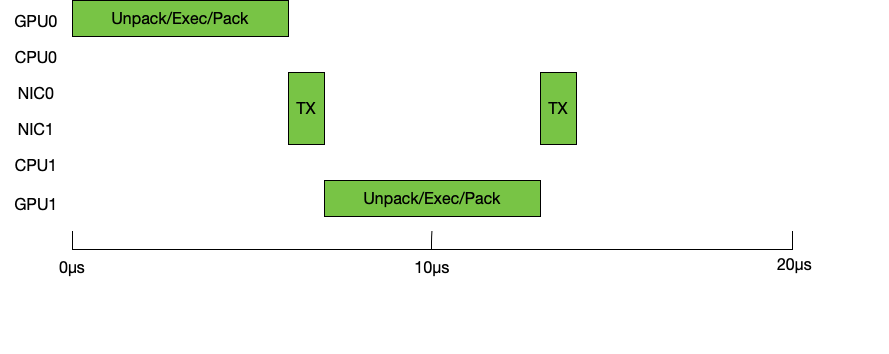 GPU0 Unpack/Exec/Pack
CPU0
NIC0
TX TX
NIC1
CPU1
GPU1 Unpack/Exec/Pack
0µs 10µs 20µs